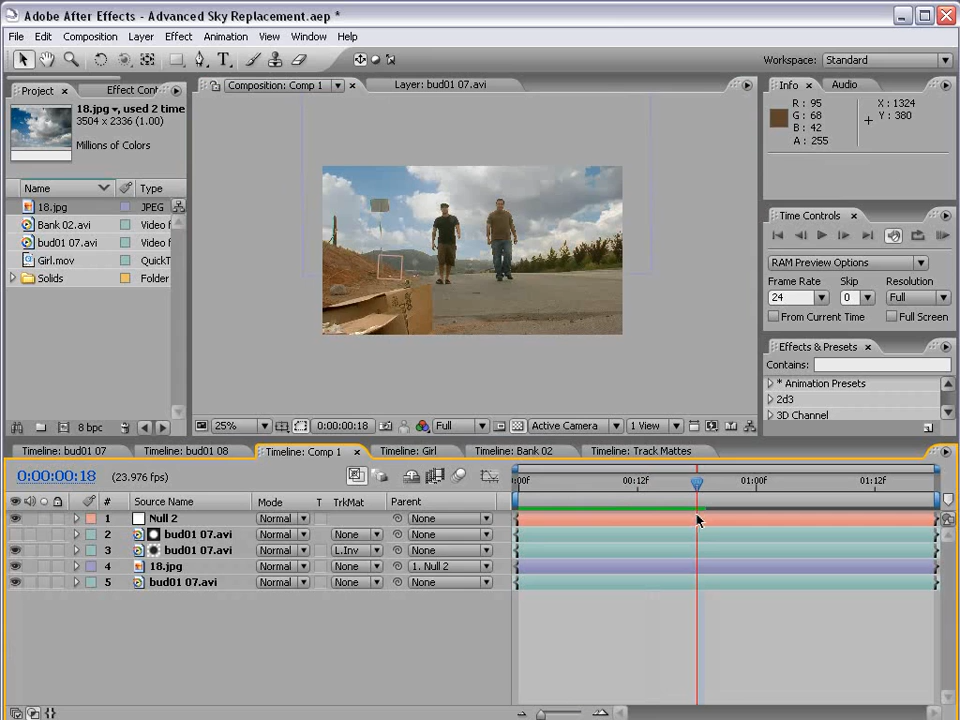 Adobe After Effects - Advanced Sky Replacement.aep *
File Edit Composition Layer Effect Animation View Window Help
Workspace: Standard
Project Effect Cont
18.jpg, used 2 time
3504 x 2336 (1.00)
Millions of Colors
Name Type
18.jpg JPEG
Bank 02.avi Video f
bud01 07.avi Video f
Girl.mov QuickT
Solids Folder
8 bpc
Composition: Comp 1 Layer: bud01 07.avi
25% 0:00:00:18 Full Active Camera 1 View
Info Audio
R : 95 X : 1324
G : 68 Y : 380
B : 42
A : 255
Time Controls
RAM Preview Options
Frame Rate Skip Resolution
24 0 Full
From Current Time Full Screen
Effects & Presets
Contains:
* Animation Presets
2d3
3D Channel
Timeline: bud01 07 Timeline: bud01 08 Timeline: Comp 1 Timeline: Girl Timeline: Bank 02 Timeline: Track Mattes
0:00:00:18 (23.976 fps)
:00f 00:12f 01:00f 01:12f
# Source Name Mode T TrkMat Parent
1 Null 2 Normal None
2 bud01 07.avi Normal None None
3 bud01 07.avi Normal L.Inv None
4 18.jpg Normal None 1. Null 2
5 bud01 07.avi Normal None None